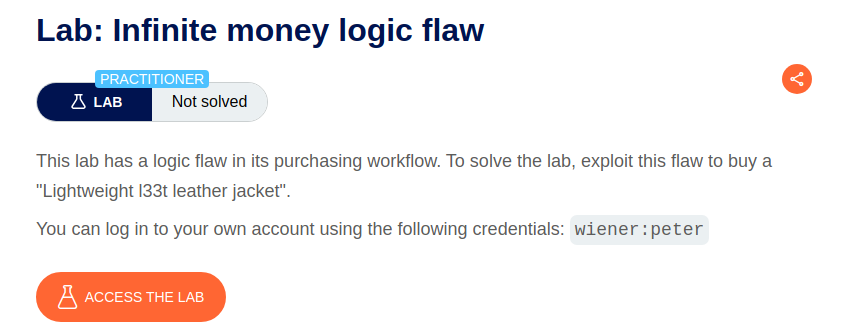 Lab: Infinite money logic flaw
PRACTITIONER
LAB Not solved
This lab has a logic flaw in its purchasing workflow. To solve the lab, exploit this flaw to buy a
"Lightweight l33t leather jacket".
You can log in to your own account using the following credentials: wiener:peter
ACCESS THE LAB